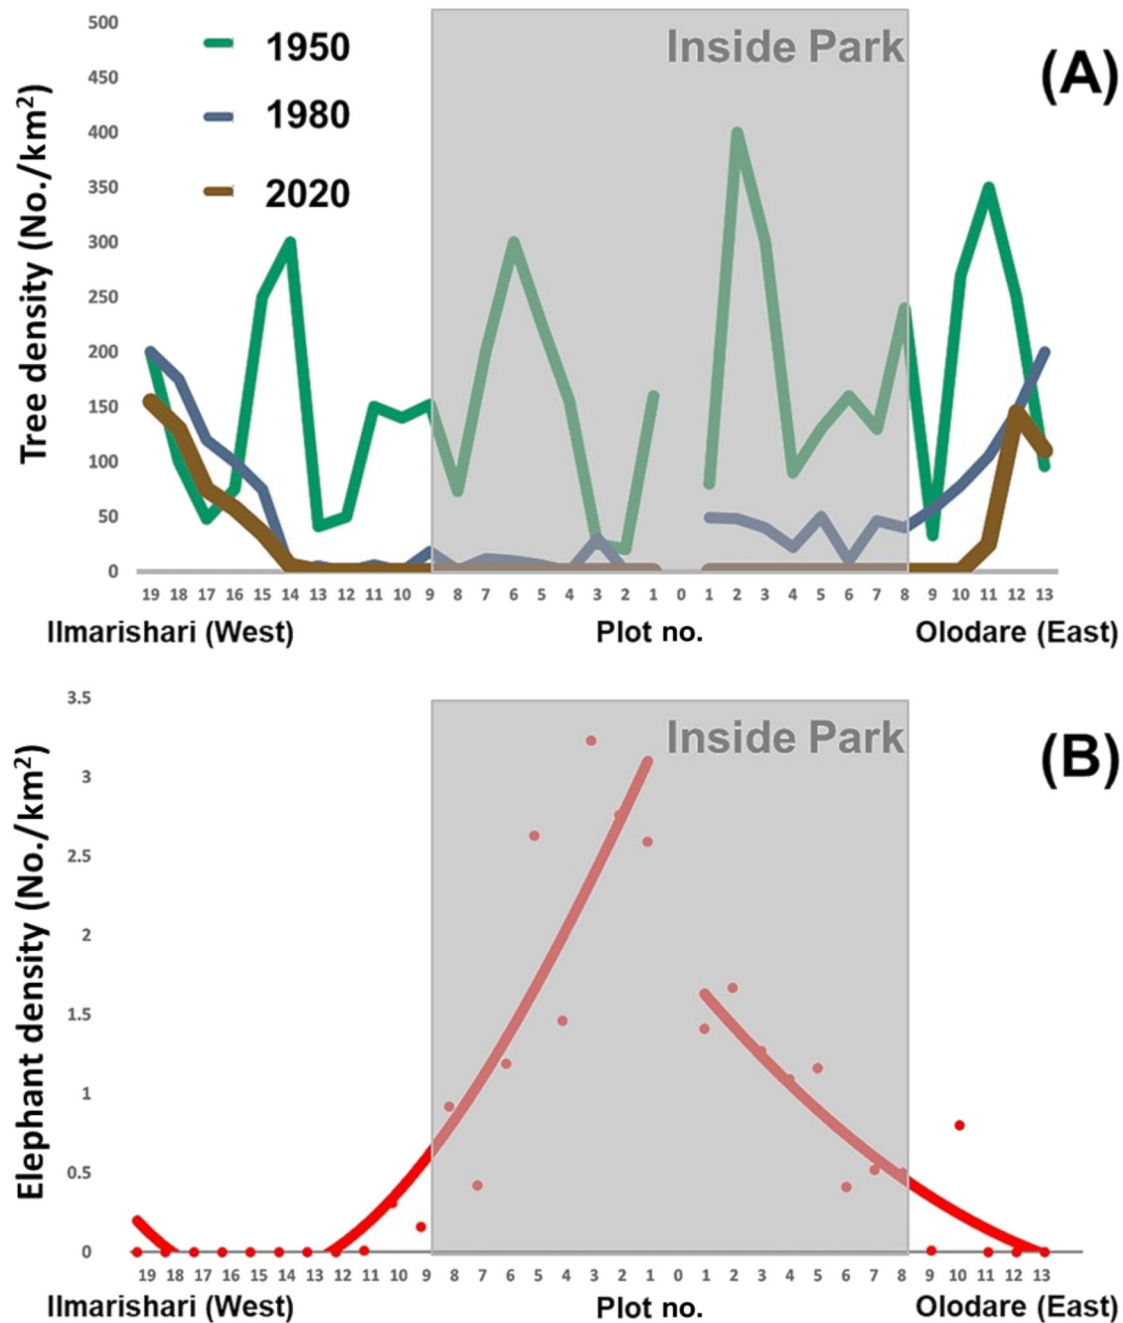 500
1950
Inside Park
(A)
450
1980
400
2020
350
300
250
200
150
100
50
0
Tree density (No./km²)
19 18 17 16 15 14 13 12 11 10 9 8 7 6 5 4 3 2 1 0 1 2 3 4 5 6 7 8 9 10 11 12 13
Ilmarishari (West) Plot no. Olodare (East)
3.5
Inside Park
(B)
3
2.5
2
1.5
1
0.5
0
Elephant density (No./km²)
19 18 17 16 15 14 13 12 11 10 9 8 7 6 5 4 3 2 1 0 1 2 3 4 5 6 7 8 9 10 11 12 13
Ilmarishari (West) Plot no. Olodare (East)